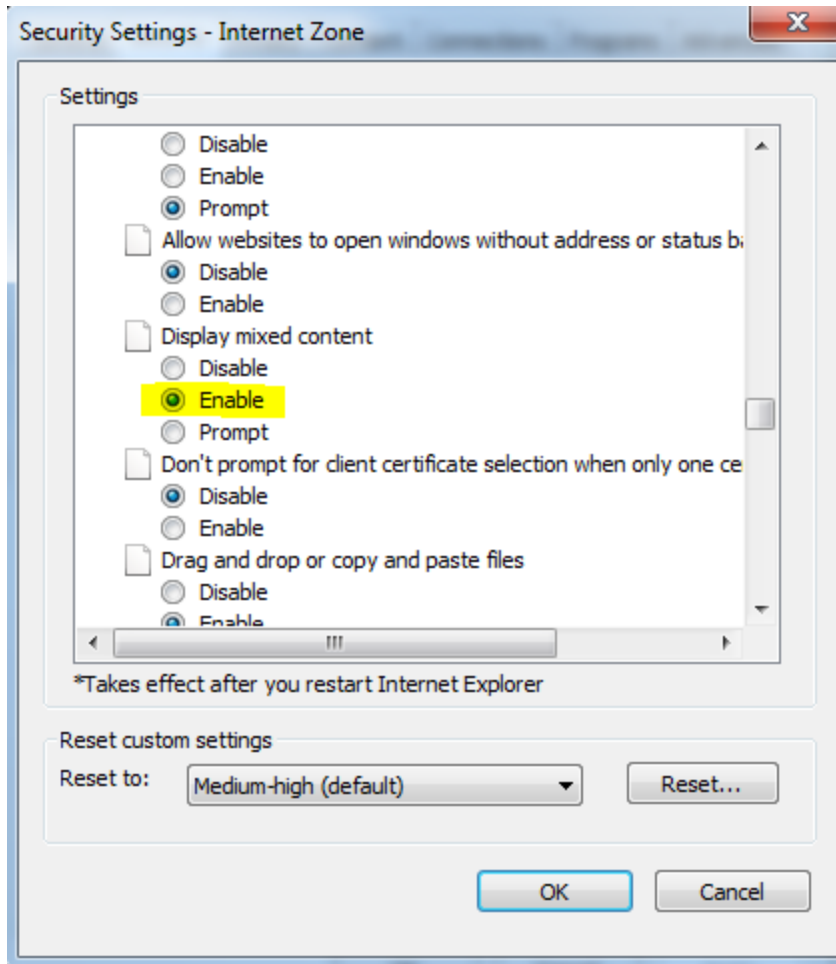 Security Settings - Internet Zone
Settings
Disable
Enable
Prompt
Allow websites to open windows without address or status ba
Disable
Enable
Display mixed content
Disable
Enable
Prompt
Don't prompt for client certificate selection when only one ce
Disable
Enable
Drag and drop or copy and paste files
Disable
Enable
*Takes effect after you restart Internet Explorer
Reset custom settings
Reset to: Medium-high (default) Reset...
OK Cancel